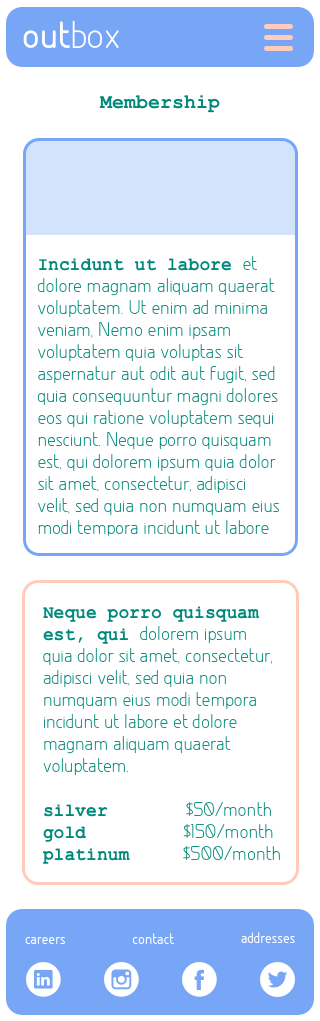 outbox
Membership
Incidunt ut labore et
dolore magnam aliquam quaerat
voluptatem. Ut enim ad minima
veniam, Nemo enim ipsam
voluptatem quia voluptas sit
aspernatur aut odit aut fugit, sed
quia consequuntur magni dolores
eos qui ratione voluptatem sequi
nesciunt. Neque porro quisquam
est, qui dolorem ipsum quia dolor
sit amet, consectetur, adipisci
velit, sed quia non numquam eius
modi tempora incidunt ut labore
Neque porro quisquam
est, qui dolorem ipsum
quia dolor sit amet, consectetur,
adipisci velit, sed quia non
numquam eius modi tempora
incidunt ut labore et dolore
magnam aliquam quaerat
voluptatem.
silver $50/month
gold $150/month
platinum $500/month
careers contact addresses